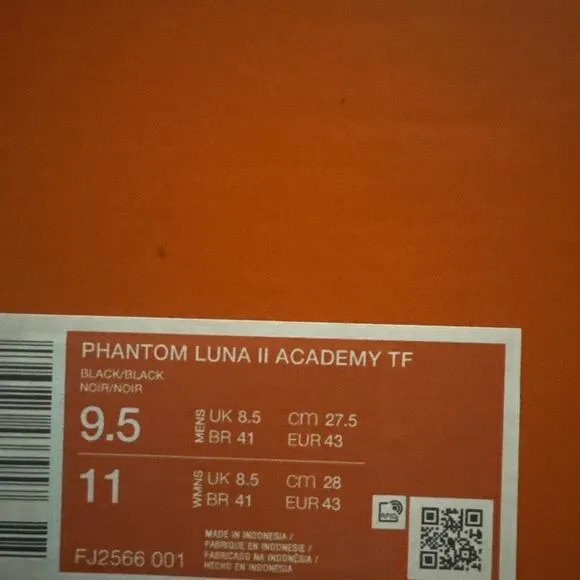 PHANTOM LUNA II ACADEMY TF
BLACK/BLACK
NOIR/NOIR
9.5 MENS UK 8.5 cm 27.5
BR 41 EUR 43
11 WMNS UK 8.5 cm 28
BR 41 EUR 43
MADE IN INDONESIA /
FABRIQUE EN INDONESIE /
FABRICADO NA INDONÉSIA /
HECHO EN INDONESIA
FJ2566 001
RFID